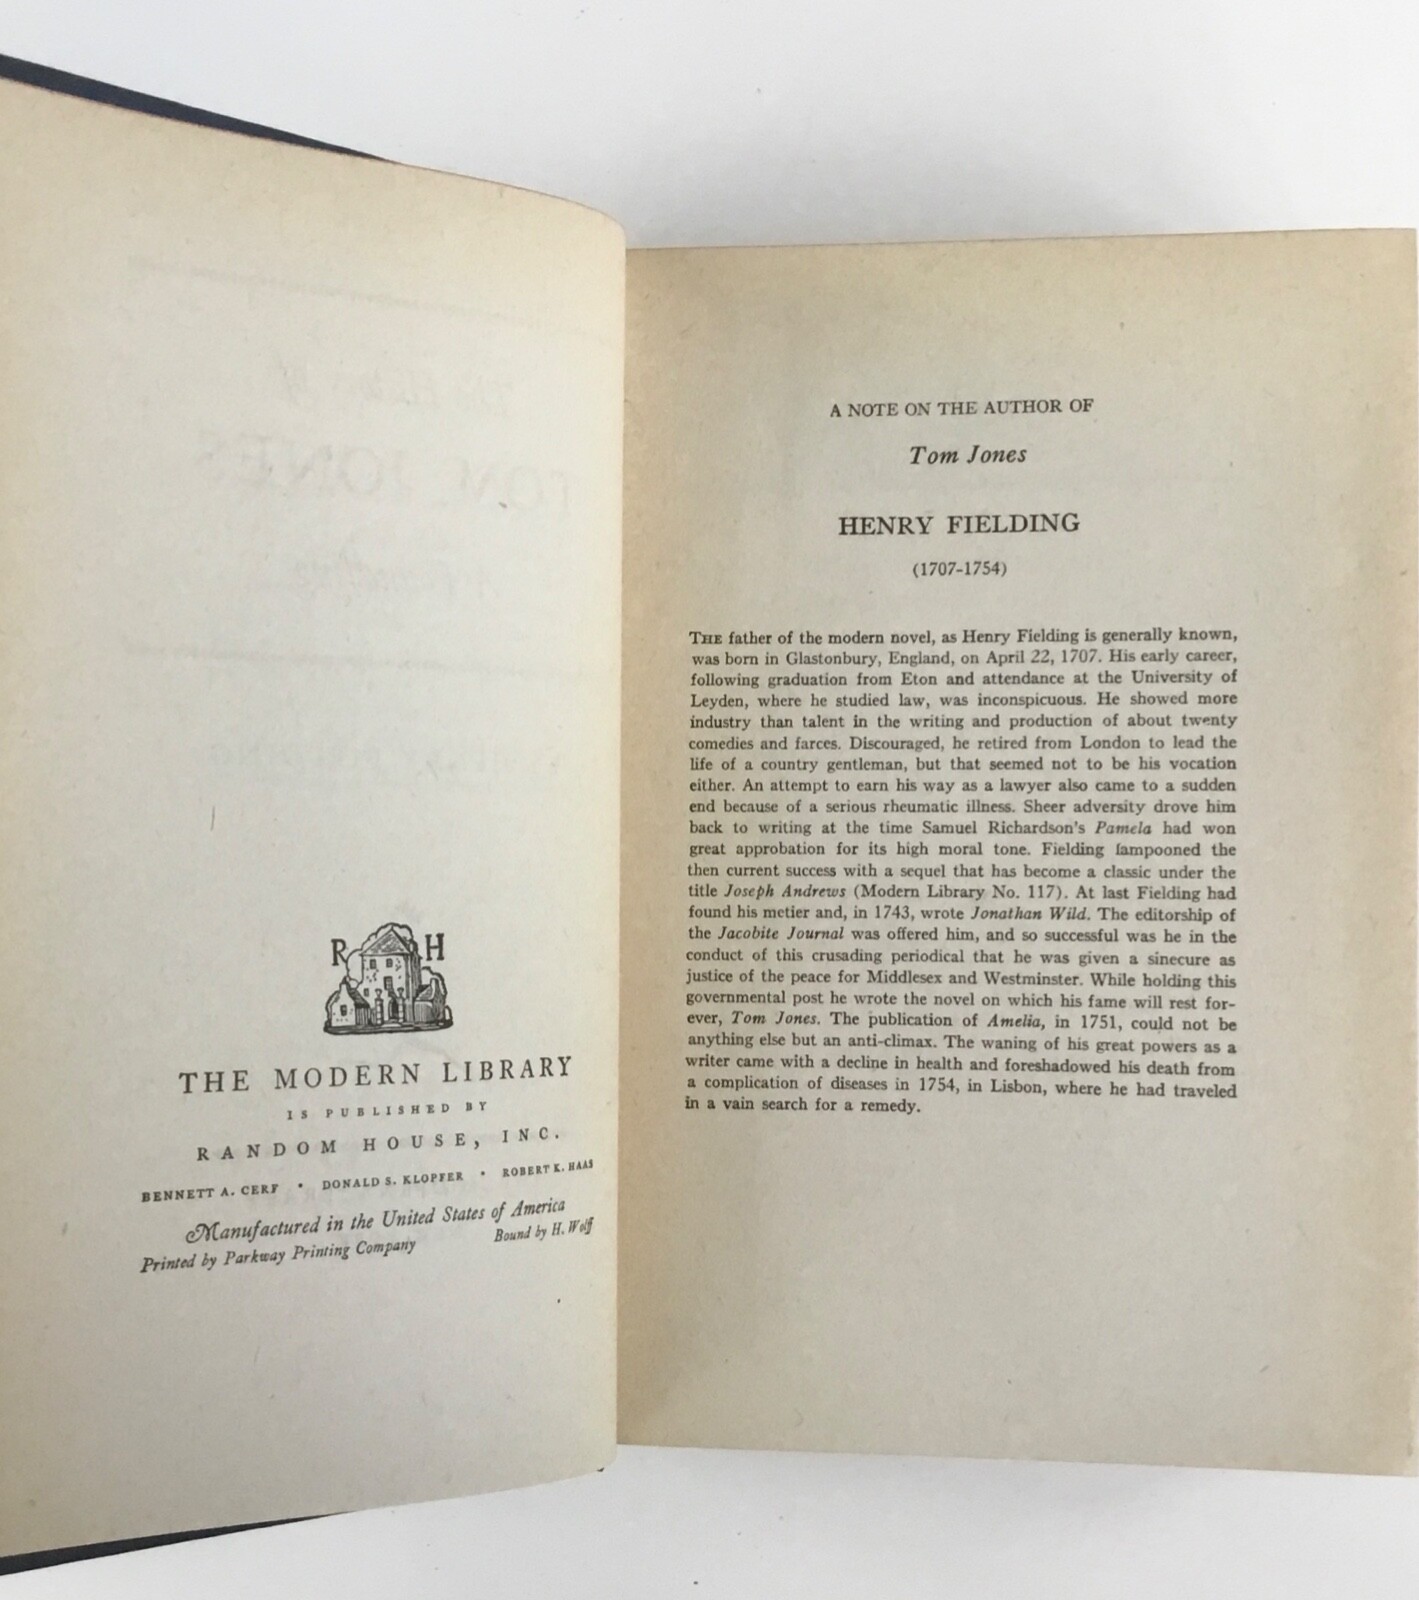 R H
THE MODERN LIBRARY
IS PUBLISHED BY
RANDOM HOUSE, INC.
BENNETT A. CERF • DONALD S. KLOPFER • ROBERT K. HAAS
Manufactured in the United States of America
Printed by Parkway Printing Company Bound by H. Wolff
A NOTE ON THE AUTHOR OF
Tom Jones
HENRY FIELDING
(1707-1754)
THE father of the modern novel, as Henry Fielding is generally known,
was born in Glastonbury, England, on April 22, 1707. His early career,
following graduation from Eton and attendance at the University of
Leyden, where he studied law, was inconspicuous. He showed more
industry than talent in the writing and production of about twenty
comedies and farces. Discouraged, he retired from London to lead the
life of a country gentleman, but that seemed not to be his vocation
either. An attempt to earn his way as a lawyer also came to a sudden
end because of a serious rheumatic illness. Sheer adversity drove him
back to writing at the time Samuel Richardson's Pamela had won
great approbation for its high moral tone. Fielding lampooned the
then current success with a sequel that has become a classic under the
title Joseph Andrews (Modern Library No. 117). At last Fielding had
found his metier and, in 1743, wrote Jonathan Wild. The editorship of
the Jacobite Journal was offered him, and so successful was he in the
conduct of this crusading periodical that he was given a sinecure as
justice of the peace for Middlesex and Westminster. While holding this
governmental post he wrote the novel on which his fame will rest for-
ever, Tom Jones. The publication of Amelia, in 1751, could not be
anything else but an anti-climax. The waning of his great powers as a
writer came with a decline in health and foreshadowed his death from
a complication of diseases in 1754, in Lisbon, where he had traveled
in a vain search for a remedy.